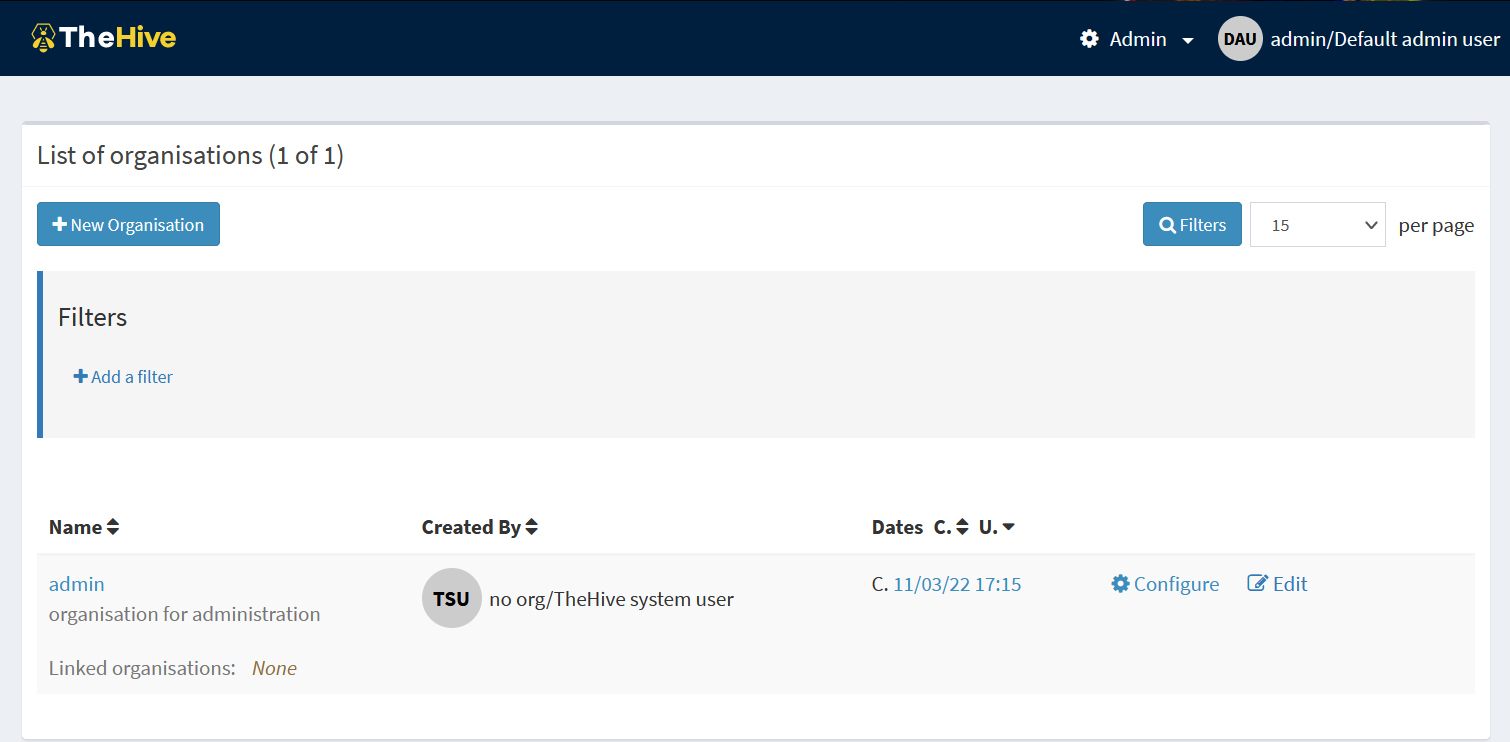 TheHive
Admin
DAU admin/Default admin user
List of organisations (1 of 1)
New Organisation
Filters 15 per page
Filters
Add a filter
Name Created By Dates C. U.
admin
organisation for administration
TSU no org/TheHive system user
C. 11/03/22 17:15
Configure Edit
Linked organisations: None